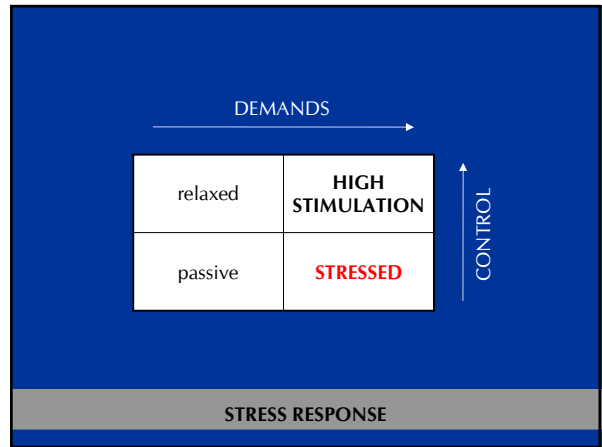 DEMANDS
relaxed
HIGH
STIMULATION
CONTROL
passive
STRESSED
STRESS RESPONSE